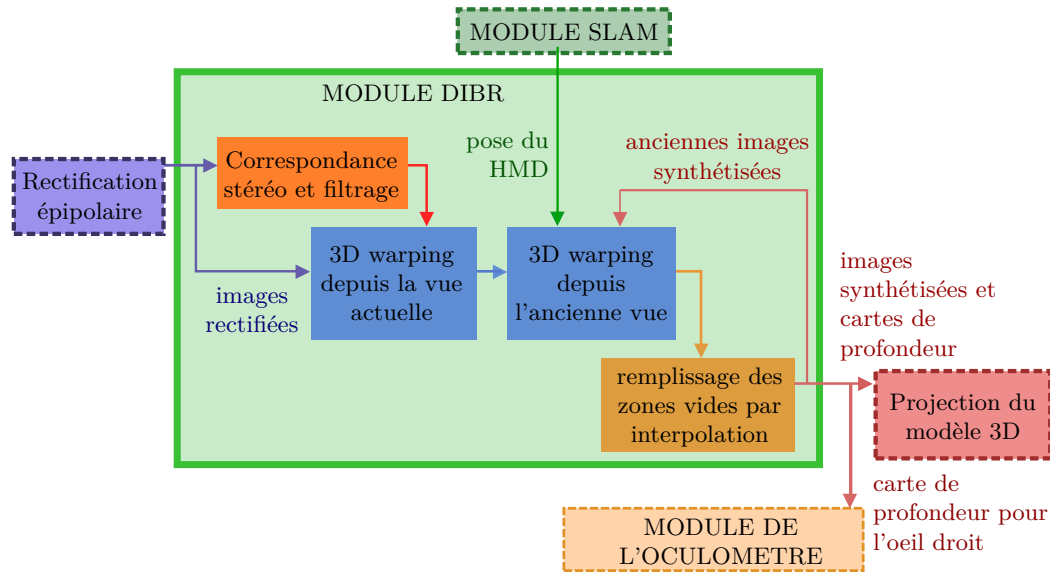 MODULE SLAM
MODULE DIBR
pose du
HMD
anciennes images
synthétisées
Correspondance
stéréo et filtrage
Rectification
épipolaire
3D warping
depuis la vue
actuelle
3D warping
depuis
l'ancienne vue
images
rectifiées
images
synthétisées et
cartes de
profondeur
remplissage des
zones vides par
interpolation
Projection du
modèle 3D
carte de
profondeur pour
l'oeil droit
MODULE DE
L'OCULOMETRE